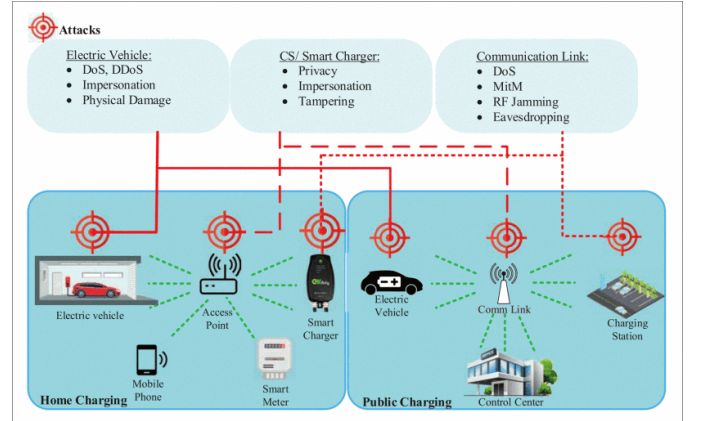 Attacks
Electric Vehicle:
• DoS, DDoS
• Impersonation
• Physical Damage
CS/ Smart Charger:
• Privacy
• Impersonation
• Tampering
Communication Link:
• DoS
• MitM
• RF Jamming
• Eavesdropping
Electric vehicle
Access
Point
Smart
Charger
Mobile
Phone
Smart
Meter
Home Charging
Electric
Vehicle
Comm Link
Charging
Station
Control Center
Public Charging